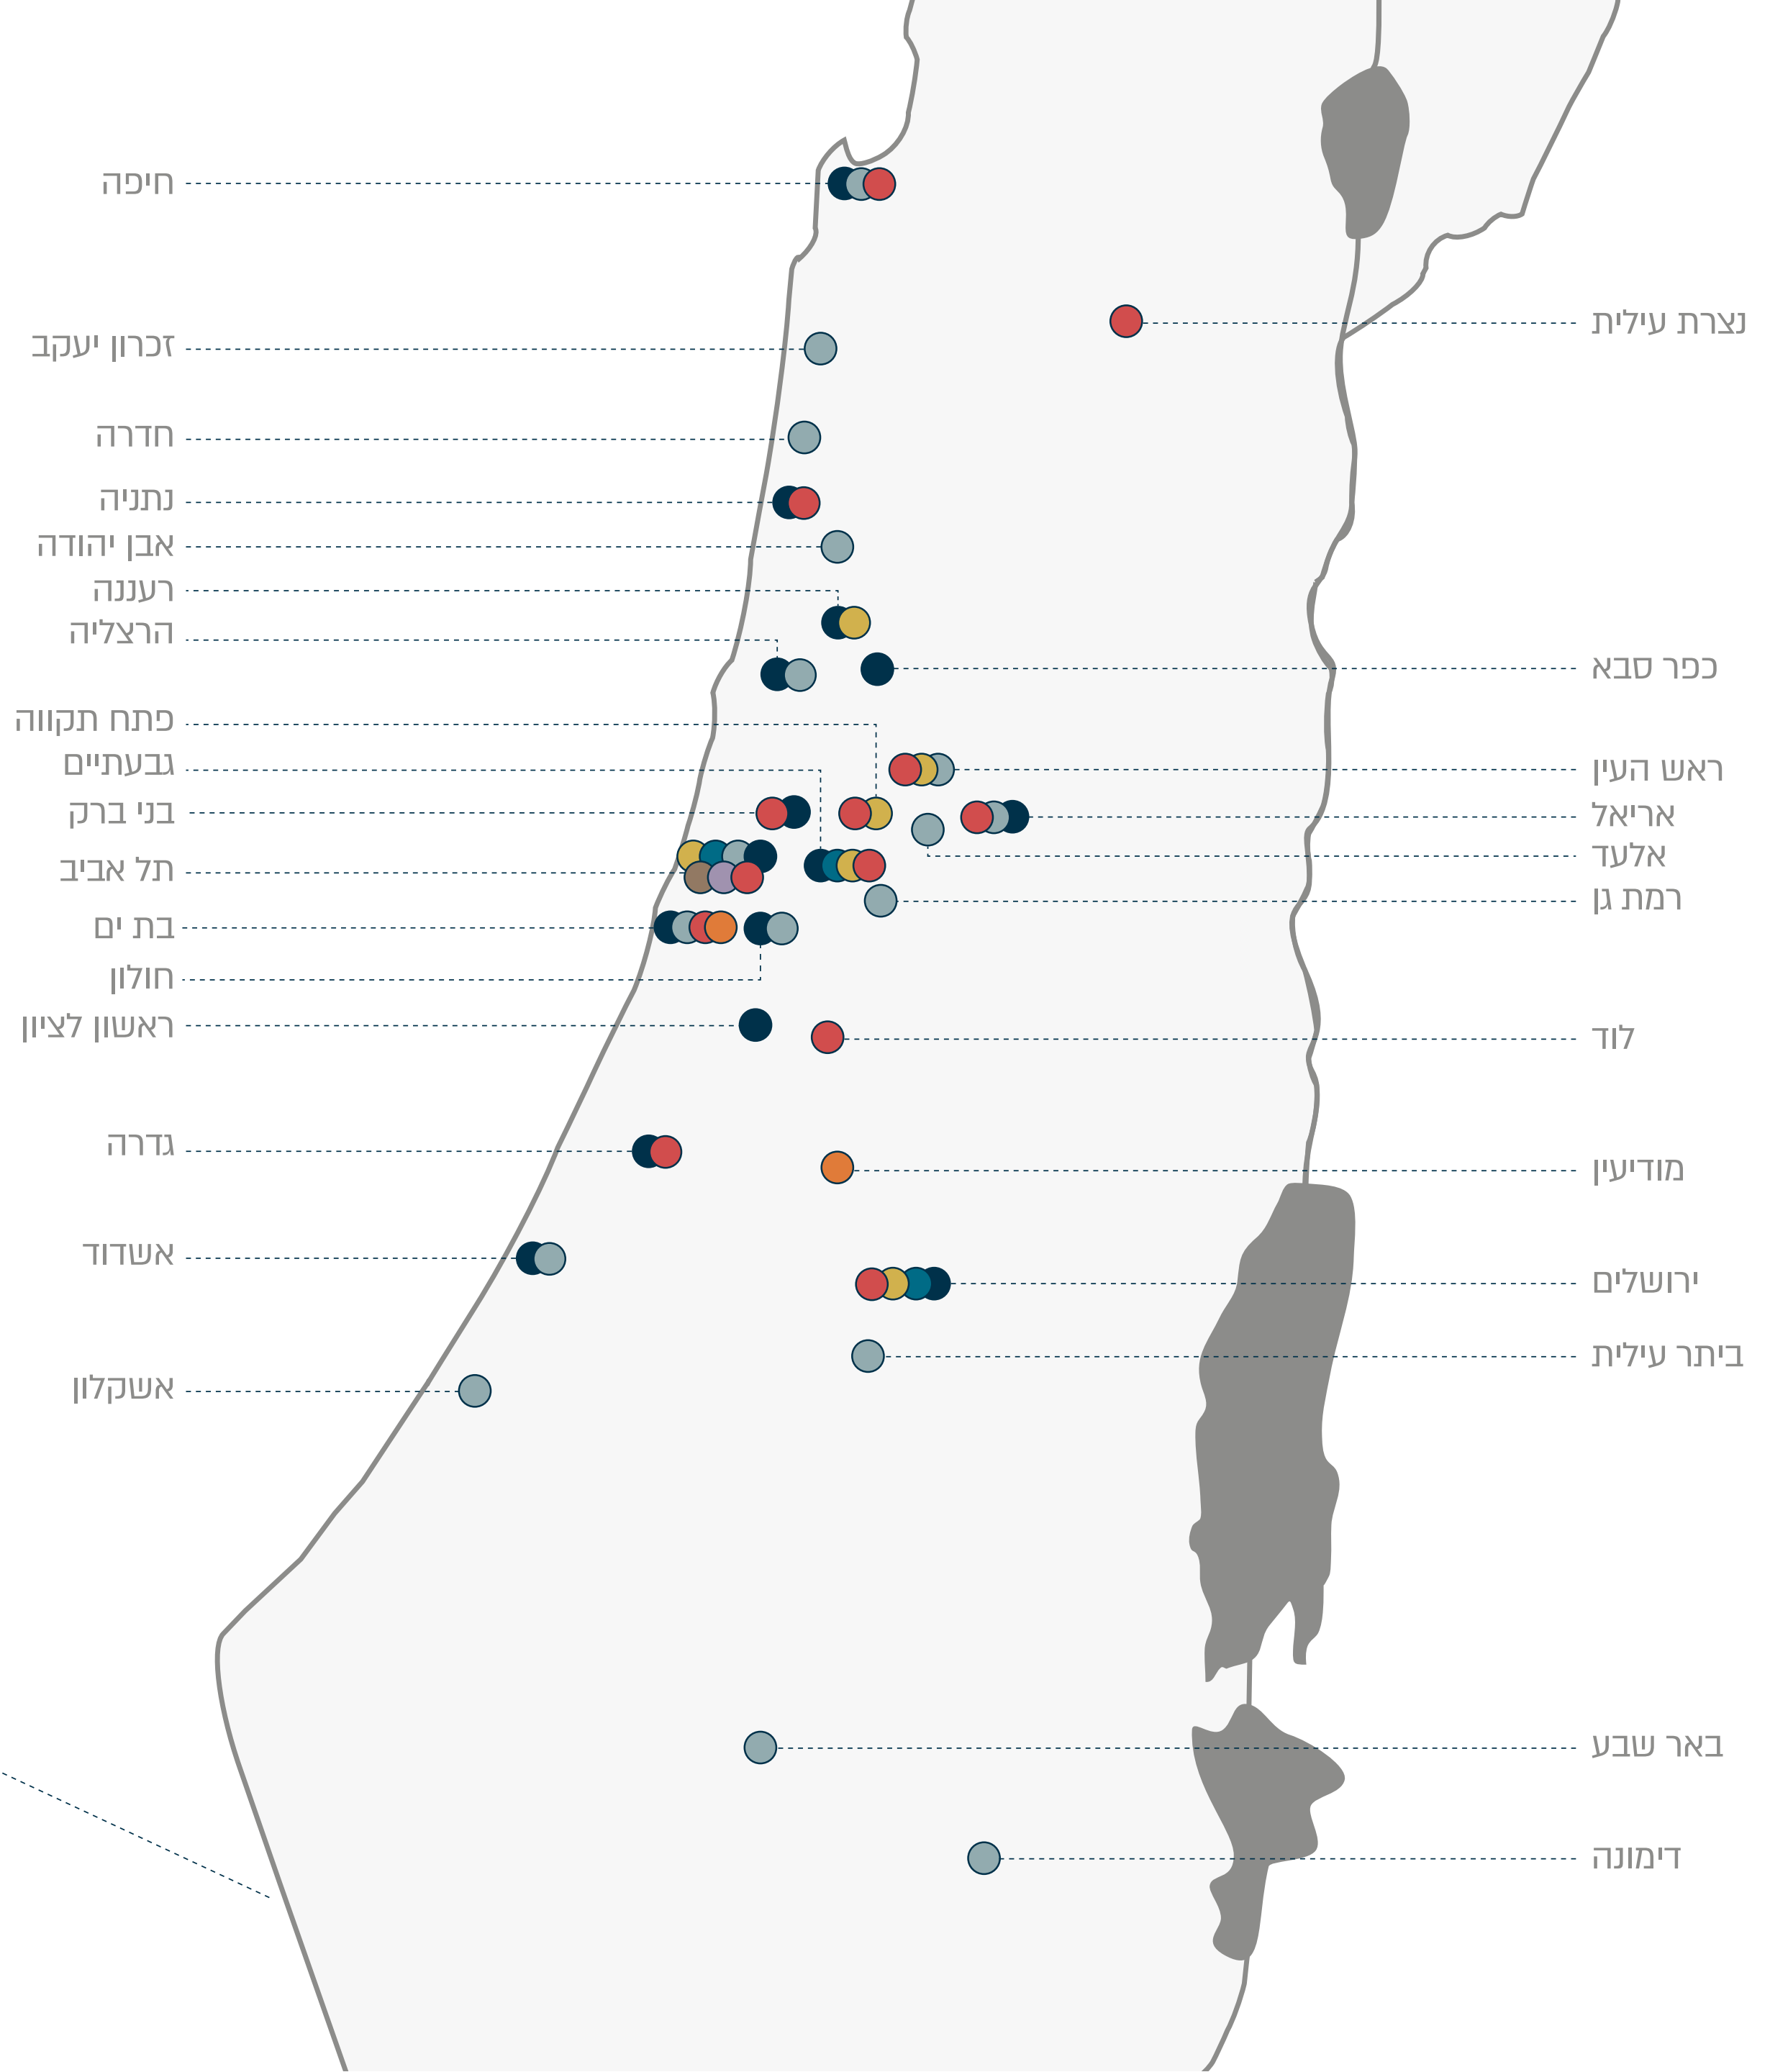 חיפה
זכרון יעקב
חדרה
נתניה
אבן יהודה
רעננה
הרצליה
פתח תקווה
גבעתיים
בני ברק
תל אביב
בת ים
חולון
ראשון לציון
גדרה
אשדוד
אשקלון
נצרת עילית
כפר סבא
ראש העין
אריאל
אלעד
רמת גן
לוד
מודיעין
ירושלים
ביתר עילית
באר שבע
דימונה